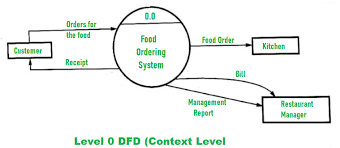 Orders for
the food
0.0
Food Order
Customer
Food
Ordering
System
Kitchen
Receipt
Bill
Management
Report
Restaurant
Manager
Level 0 DFD (Context Level